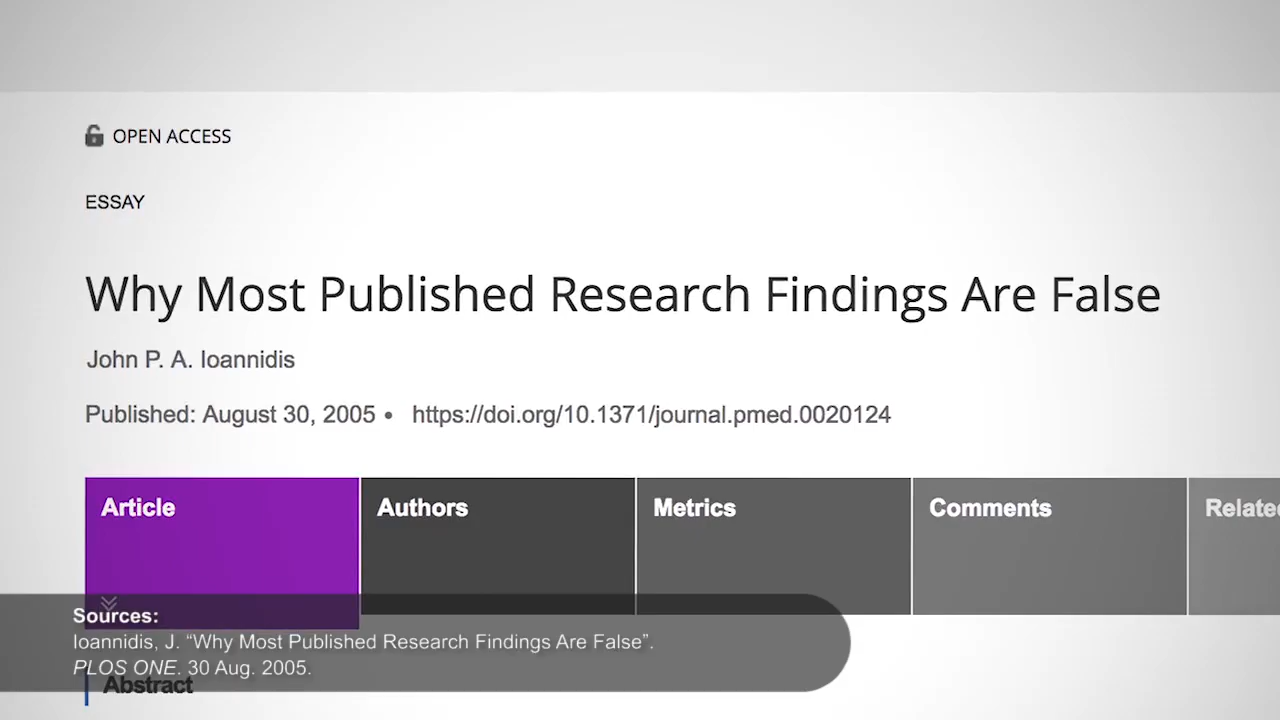 OPEN ACCESS
ESSAY
Why Most Published Research Findings Are False
John P. A. Ioannidis
Published: August 30, 2005 • https://doi.org/10.1371/journal.pmed.0020124
Article Authors Metrics Comments Relate
Sources:
Ioannidis, J. “Why Most Published Research Findings Are False”.
PLOS ONE. 30 Aug. 2005.
Abstract